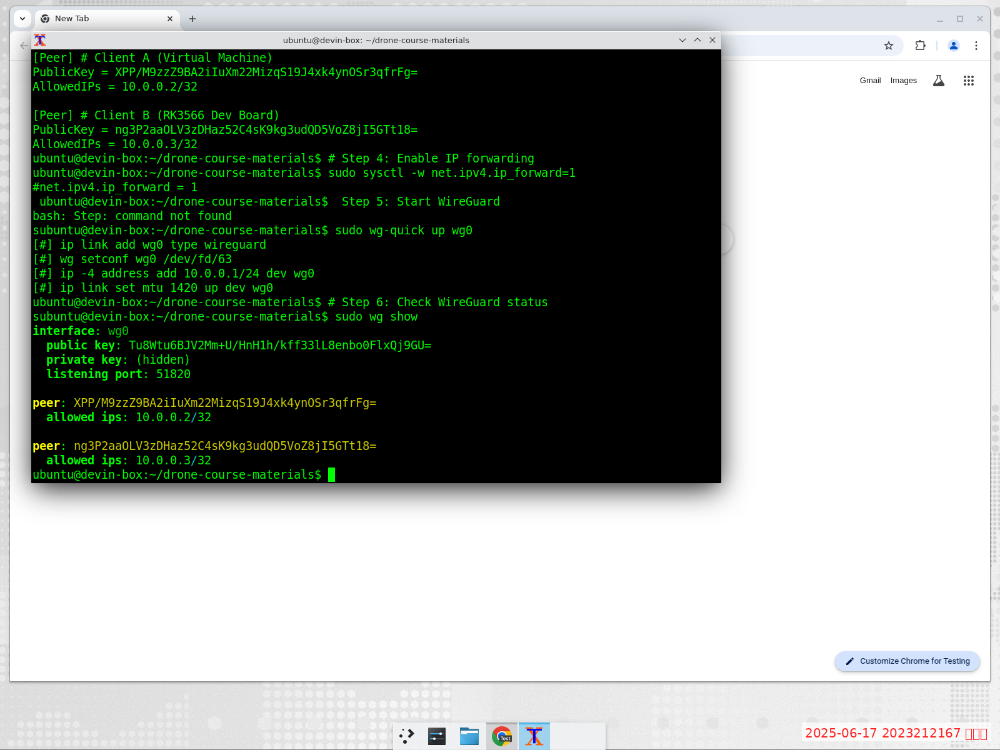 New Tab
ubuntu@devin-box: ~/drone-course-materials
Gmail Images
[Peer] # Client A (Virtual Machine)
PublicKey = XPP/M9zzZ9BA2iIuXm22MizqS19J4xk4ynOSr3qfrFg=
AllowedIPs = 10.0.0.2/32
[Peer] # Client B (RK3566 Dev Board)
PublicKey = ng3P2aaOLV3zDHaz52C4sK9kg3udQD5VoZ8jI5GTt18=
AllowedIPs = 10.0.0.3/32
ubuntu@devin-box:~/drone-course-materials$ # Step 4: Enable IP forwarding
ubuntu@devin-box:~/drone-course-materials$ sudo sysctl -w net.ipv4.ip_forward=1
#net.ipv4.ip_forward = 1
ubuntu@devin-box:~/drone-course-materials$  Step 5: Start WireGuard
bash: Step: command not found
subuntu@devin-box:~/drone-course-materials$ sudo wg-quick up wg0
[#] ip link add wg0 type wireguard
[#] wg setconf wg0 /dev/fd/63
[#] ip -4 address add 10.0.0.1/24 dev wg0
[#] ip link set mtu 1420 up dev wg0
ubuntu@devin-box:~/drone-course-materials$ # Step 6: Check WireGuard status
subuntu@devin-box:~/drone-course-materials$ sudo wg show
interface: wg0
public key: Tu8Wtu6BJV2Mm+U/HnH1h/kff33lL8enbo0FlxQj9GU=
private key: (hidden)
listening port: 51820
peer: XPP/M9zzZ9BA2iIuXm22MizqS19J4xk4ynOSr3qfrFg=
allowed ips: 10.0.0.2/32
peer: ng3P2aaOLV3zDHaz52C4sK9kg3udQD5VoZ8jI5GTt18=
allowed ips: 10.0.0.3/32
ubuntu@devin-box:~/drone-course-materials$
Customize Chrome for Testing
Test
2025-06-17 2023212167